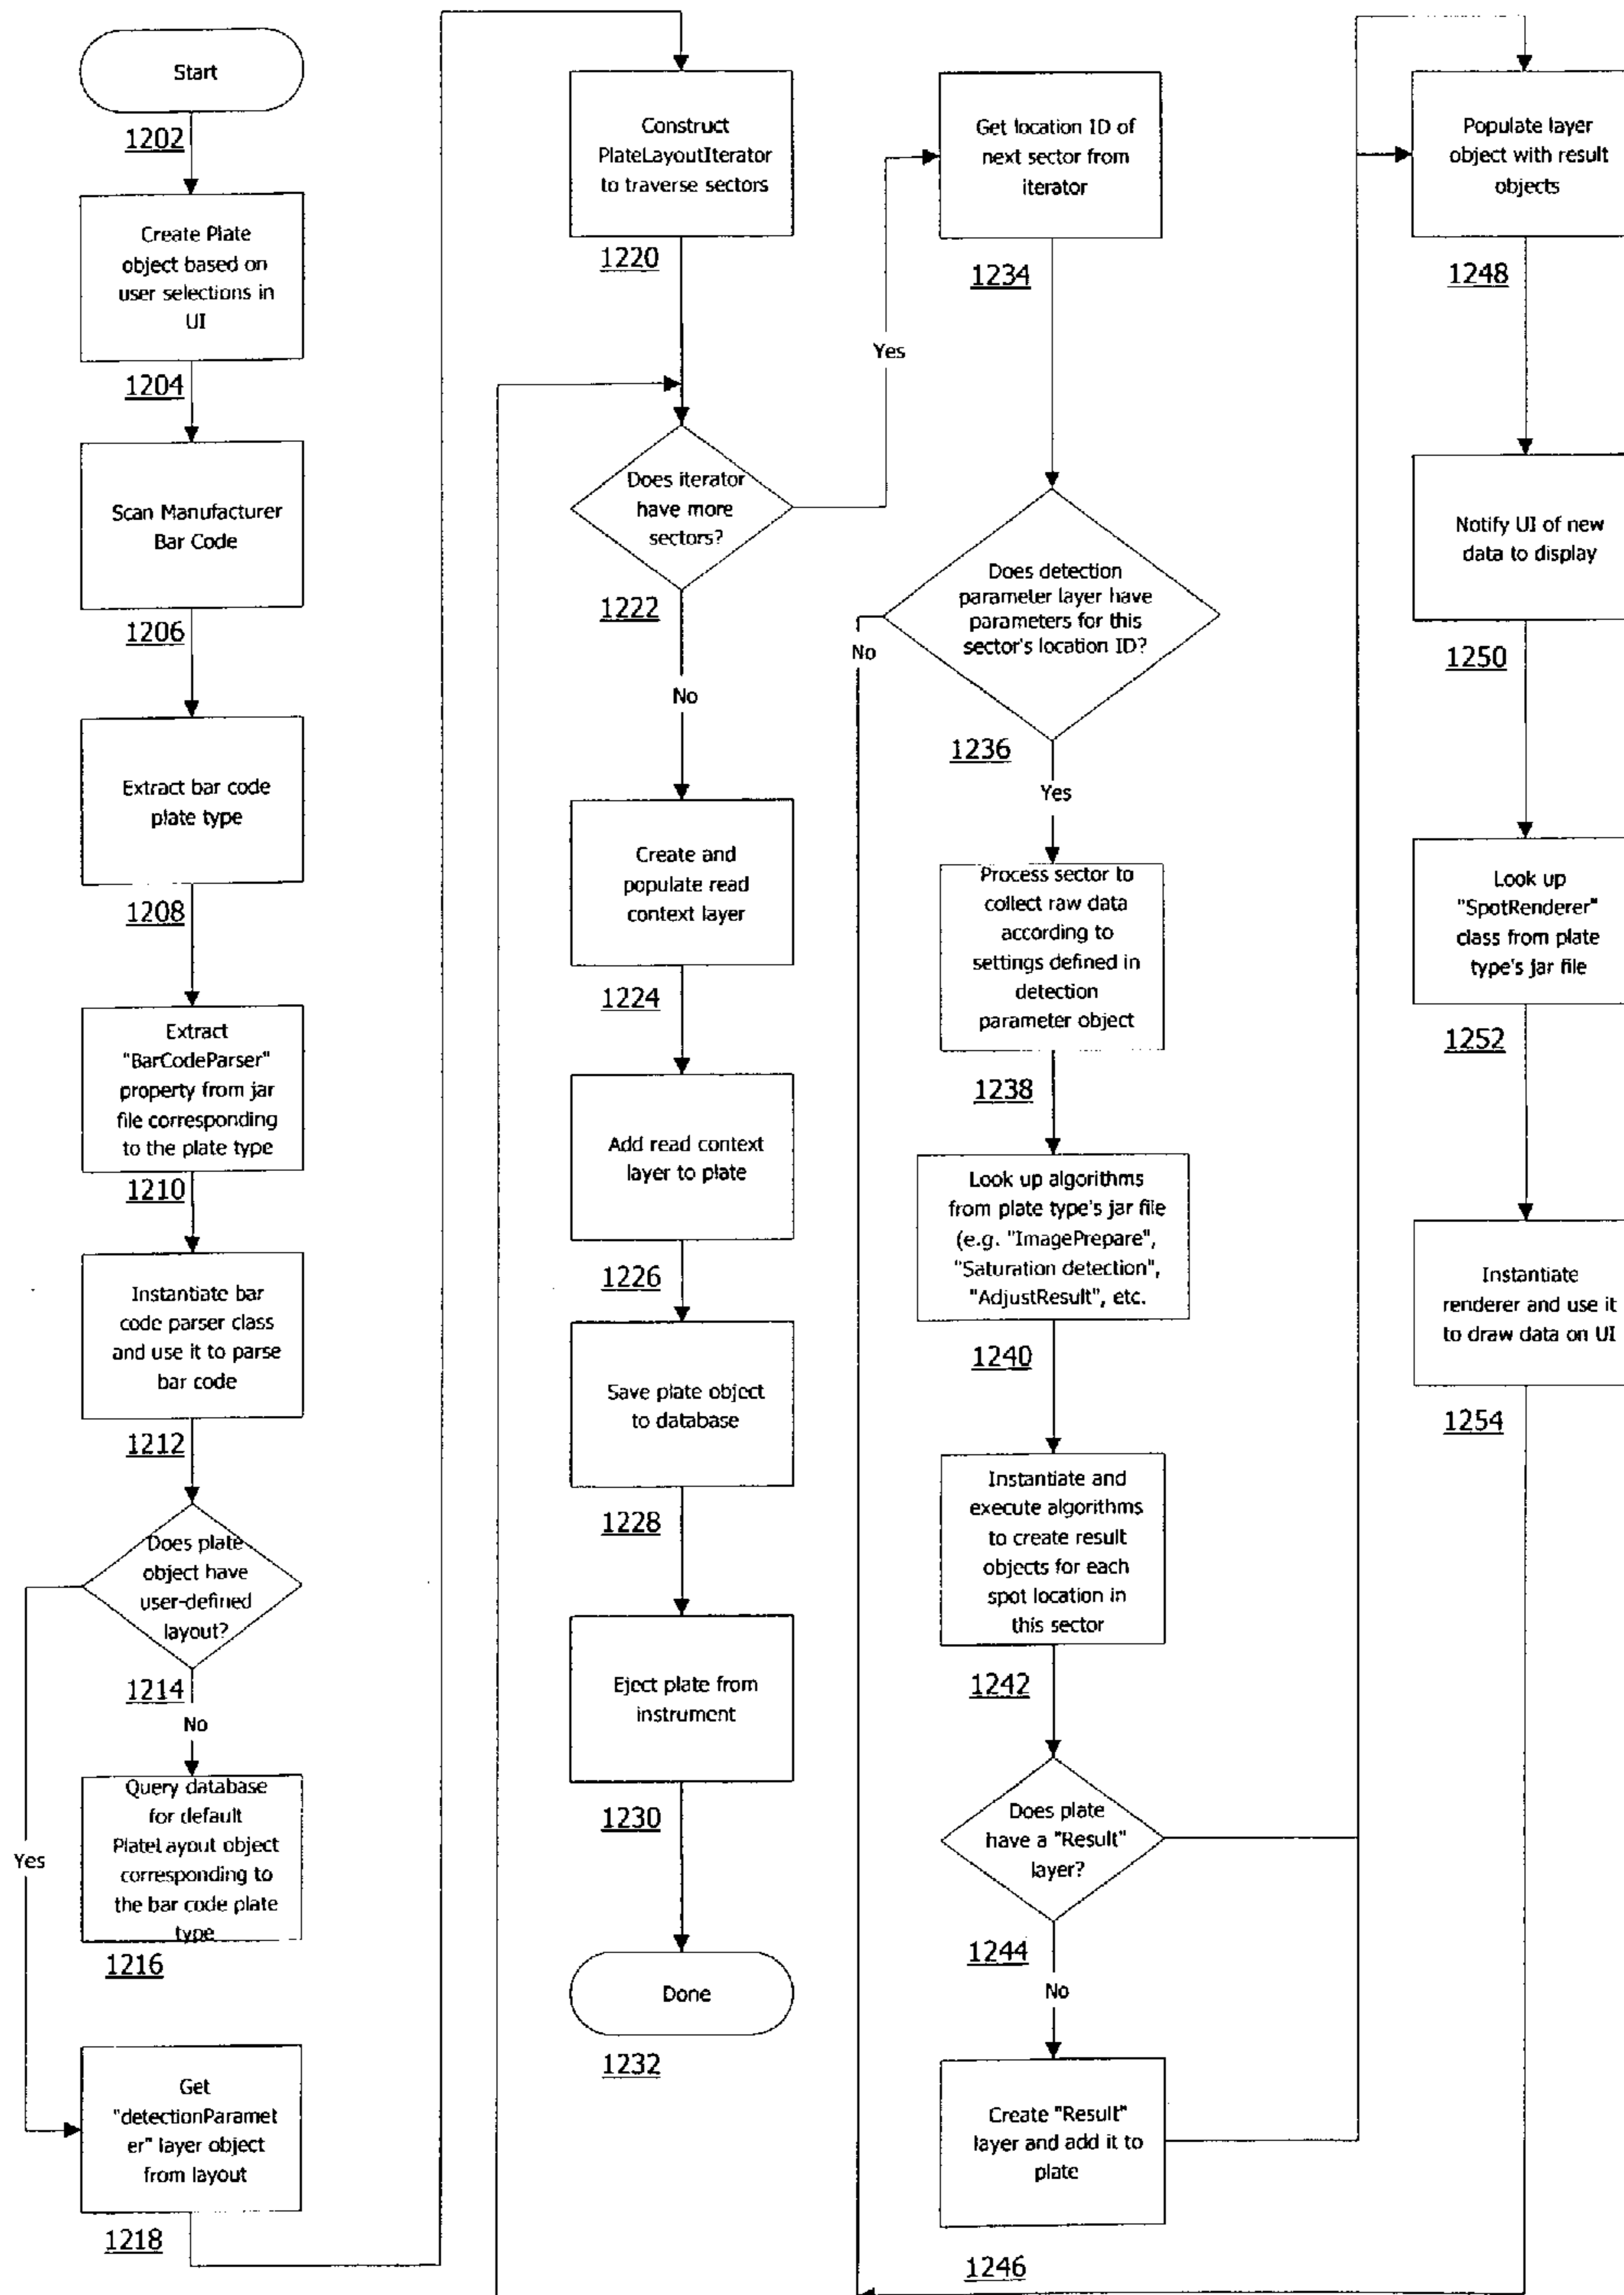 Start
1202
Create Plate
object based on
user selections in
UI
1204
Scan Manufacturer
Bar Code
1206
Extract bar code
plate type
1208
Extract
"BarCodeParser"
property from jar
file corresponding
to the plate type
1210
Instantiate bar
code parser class
and use it to parse
bar code
1212
Does plate
object have
user-defined
layout?
1214
No
Yes
Query database
for default
PlateLayout object
corresponding to
the bar code plate
type
1216
Get
"detectionParamet
er" layer object
from layout
1218
Construct
PlateLayoutIterator
to traverse sectors
1220
Does iterator
have more
sectors?
1222
Yes
No
Create and
populate read
context layer
1224
Add read context
layer to plate
1226
Save plate object
to database
1228
Eject plate from
instrument
1230
Done
1232
Get location ID of
next sector from
iterator
1234
Does detection
parameter layer have
parameters for this
sector's location ID?
No
1236
Yes
Process sector to
collect raw data
according to
settings defined in
detection
parameter object
1238
Look up algorithms
from plate type's jar file
(e.g. "ImagePrepare",
"Saturation detection",
"AdjustResult", etc.
1240
Instantiate and
execute algorithms
to create result
objects for each
spot location in
this sector
1242
Does plate
have a "Result"
layer?
1244
No
Create "Result"
layer and add it to
plate
1246
Populate layer
object with result
objects
1248
Notify UI of new
data to display
1250
Look up
"SpotRenderer"
class from plate
type's jar file
1252
Instantiate
renderer and use it
to draw data on UI
1254